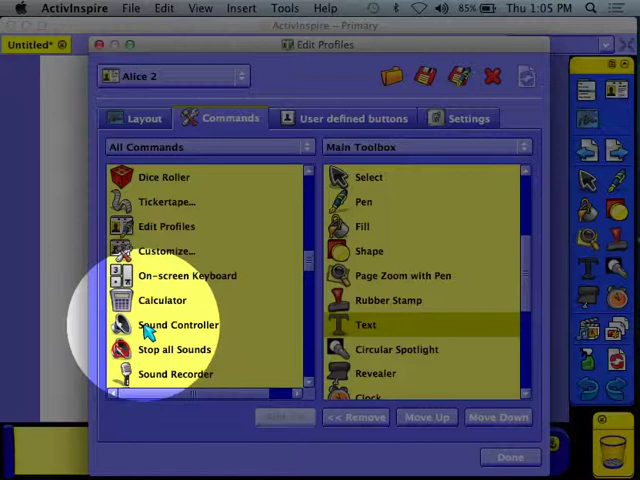 ActivInspire File Edit View Insert Tools Help 85% Thu 1:05 PM
ActivInspire – Primary
Untitled*
Edit Profiles
Alice 2
Layout Commands User defined buttons Settings
All Commands Main Toolbox
Dice Roller Select
Tickertape... Pen
Edit Profiles Fill
Customize... Shape
On-screen Keyboard Page Zoom with Pen
Calculator Rubber Stamp
Sound Controller Text
Stop all Sounds Circular Spotlight
Sound Recorder Revealer
Clock
<< Remove Move Up Move Down
Done